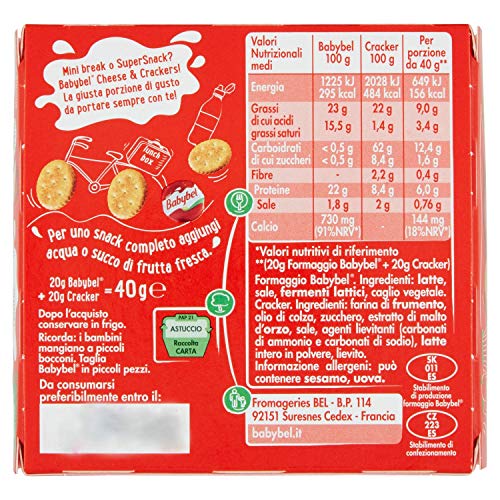 Mini break o SuperSnack?
Babybel® Cheese & Crackers!
La giusta porzione di gusto
da portare sempre con te!
lunch
box
Babybel
Per uno snack completo aggiungi
acqua o succo di frutta fresca.
20g Babybel®
+ 20g Cracker = 40g e
Dopo l'acquisto
conservare in frigo.
Ricorda: i bambini
mangiano a piccoli
bocconi. Taglia
Babybel® in piccoli pezzi.
Da consumarsi
preferibilmente entro il:
PAP 21
ASTUCCIO
Raccolta
CARTA
Valori Nutrizionali medi | Babybel 100 g | Cracker 100 g | Per porzione da 40 g**
Energia 1225 kJ 2028 kJ 649 kJ
295 kcal 484 kcal 156 kcal
Grassi 23 g 22 g 9,0 g
di cui acidi
grassi saturi 15,5 g 1,4 g 3,4 g
Carboidrati < 0,5 g 62 g 12,4 g
di cui zuccheri < 0,5 g 8,4 g 1,6 g
Fibre - 2,2 g 0,4 g
Proteine 22 g 8,4 g 6,0 g
Sale 1,8 g 2 g 0,76 g
Calcio 730 mg 144 mg
(91%NRV*) (18%NRV*)
*Valori nutritivi di riferimento
**(20g Formaggio Babybel® + 20g Cracker)
Formaggio Babybel®. Ingredienti: latte,
sale, fermenti lattici, caglio vegetale.
Cracker. Ingredienti: farina di frumento,
olio di colza, zucchero, estratto di malto
d'orzo, sale, agenti lievitanti (carbonati
di ammonio e carbonati di sodio), latte
intero in polvere, lievito.
Informazione allergeni: può
contenere sesamo, uova.
Fromageries BEL - B.P. 114
92151 Suresnes Cedex - Francia
babybel.it
SK
011
ES
Stabilimento
di produzione
formaggio Babybel®
CZ
223
ES
Stabilimento di
confezionamento